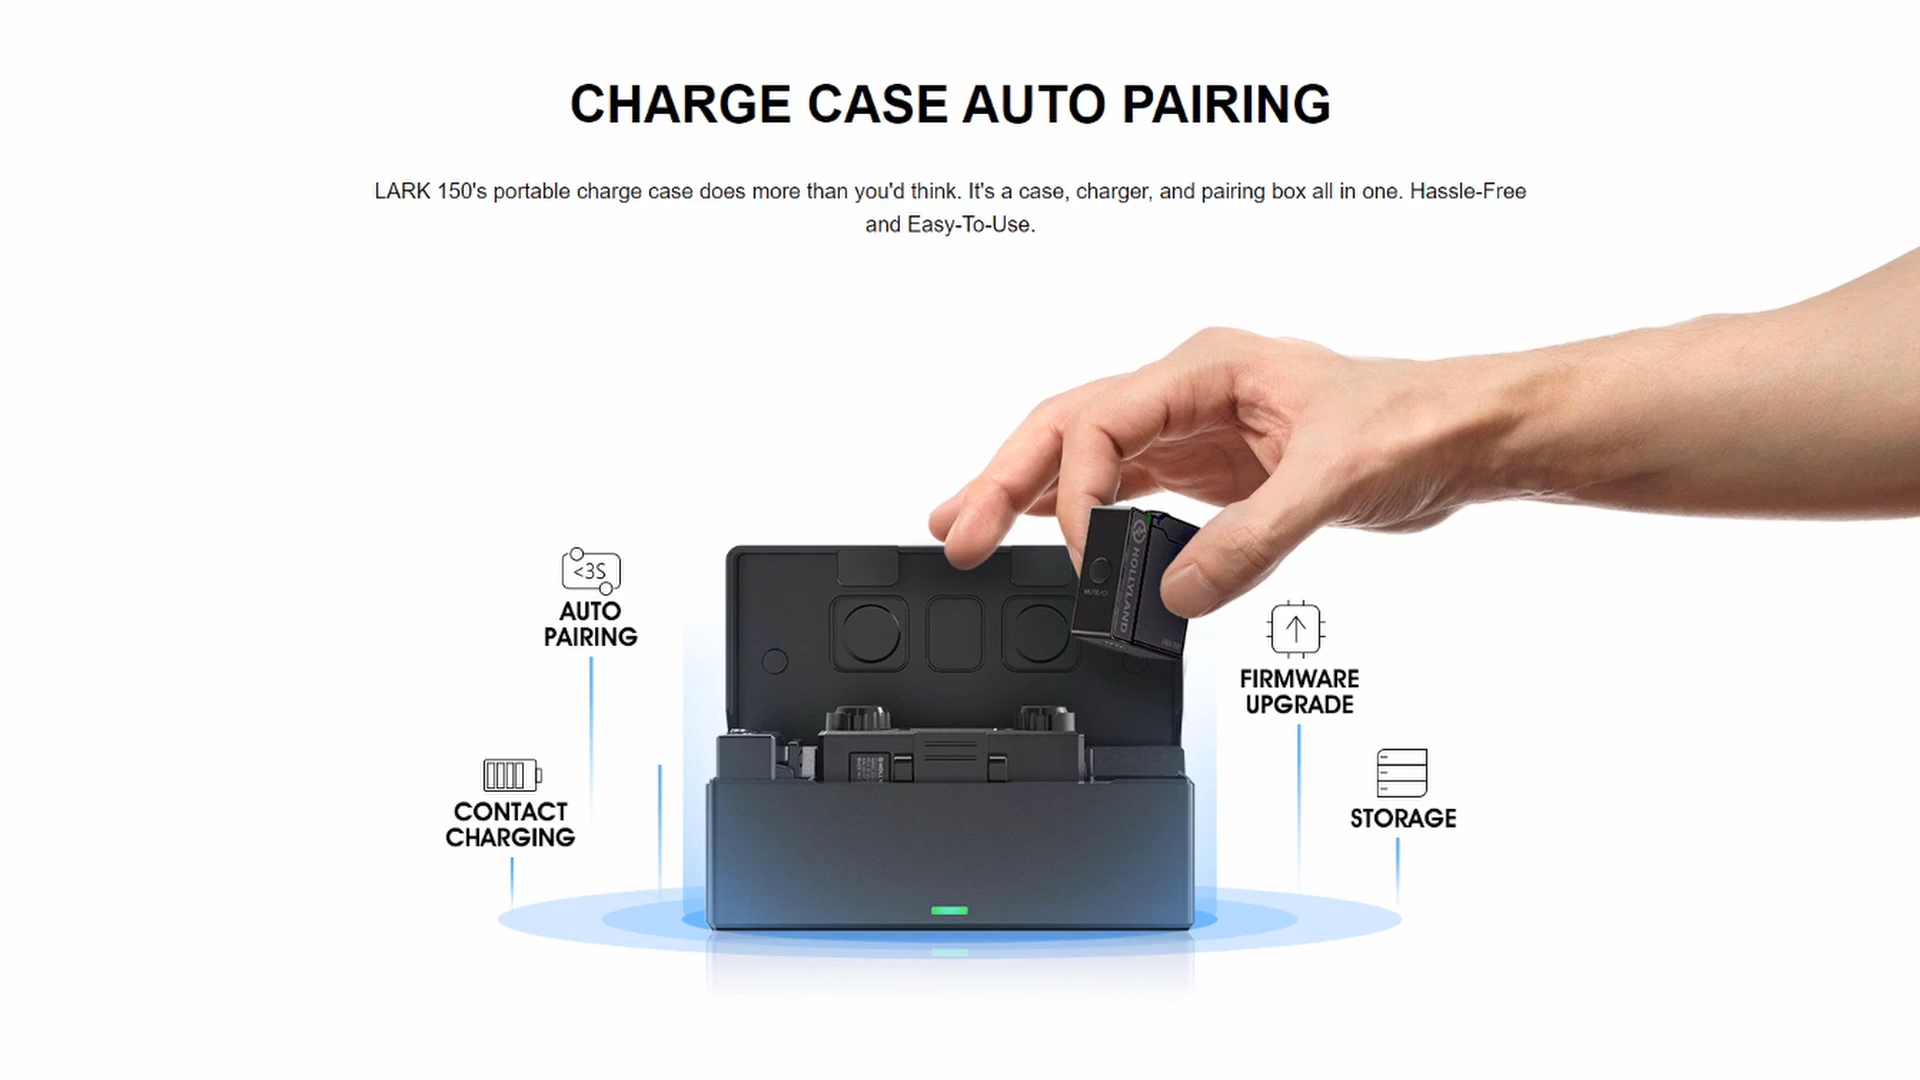 CHARGE CASE AUTO PAIRING
LARK 150's portable charge case does more than you'd think. It's a case, charger, and pairing box all in one. Hassle-Free
and Easy-To-Use.
<3S
AUTO
PAIRING
HOLLYLAND
MUTE/
FIRMWARE
UPGRADE
CONTACT
CHARGING
STORAGE